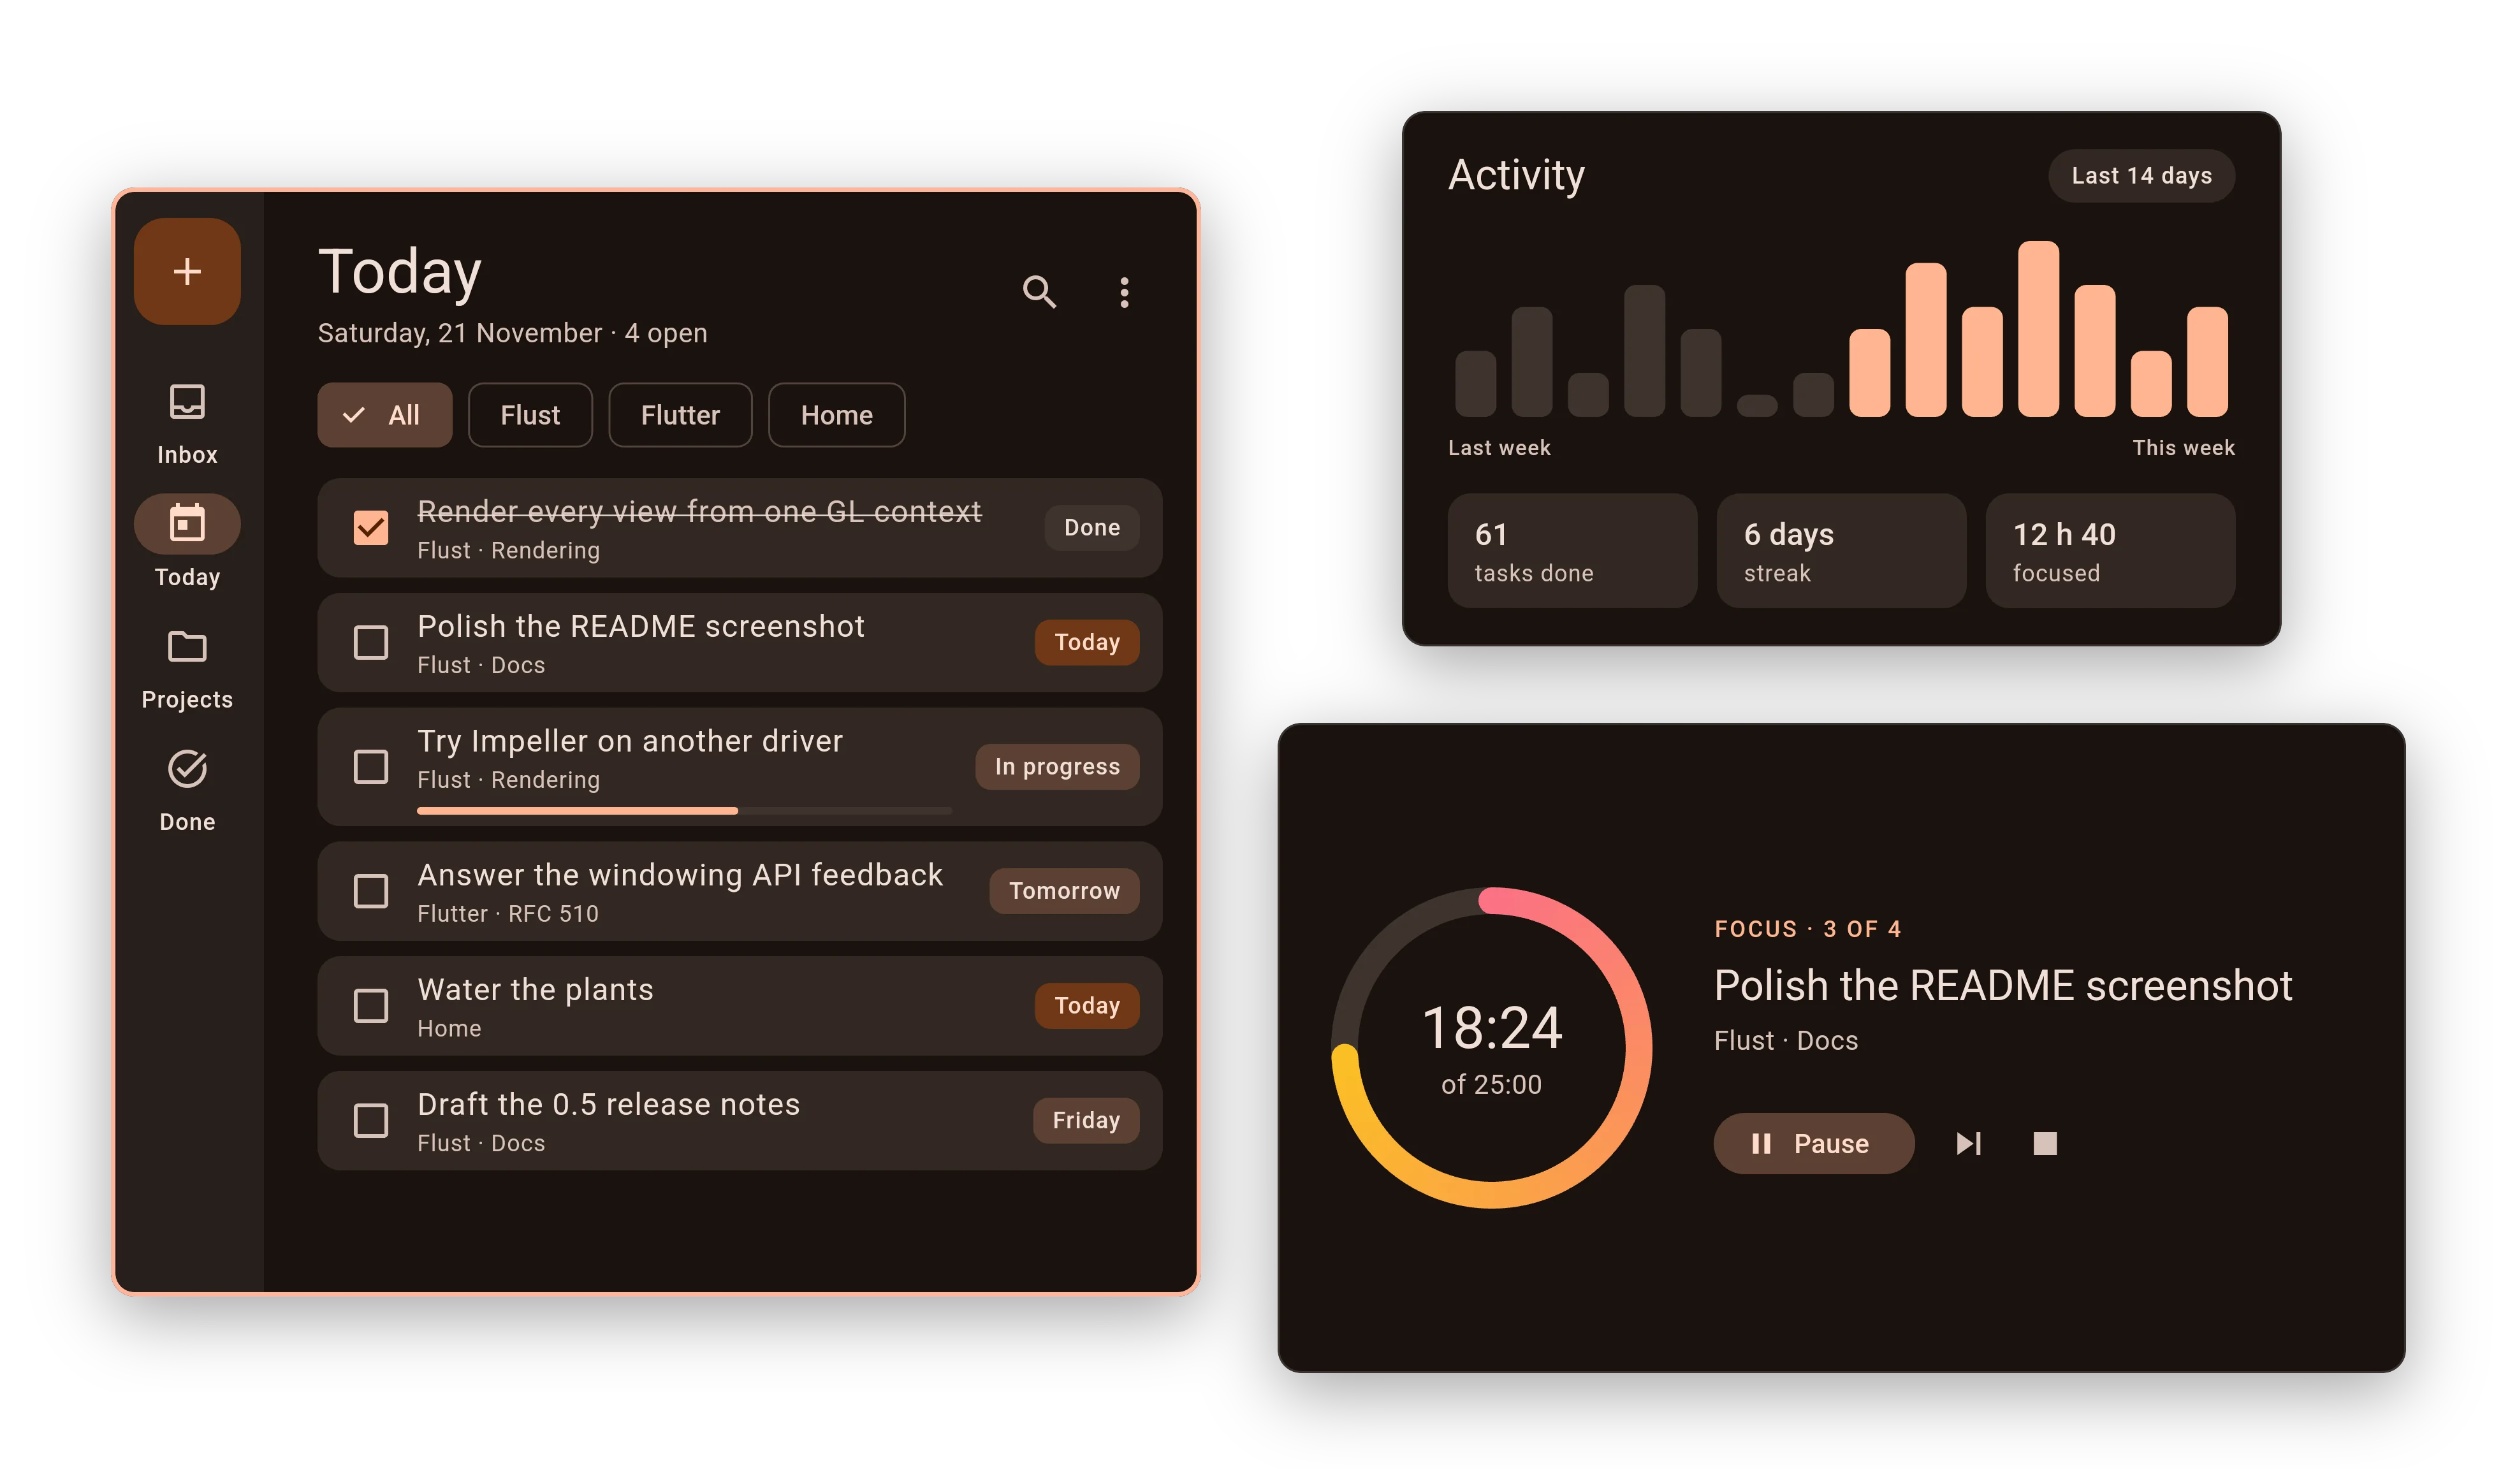 Inbox
Today
Projects
Done
Today
Saturday, 21 November · 4 open
All
Flust
Flutter
Home
Render every view from one GL context
Flust · Rendering
Done
Polish the README screenshot
Flust · Docs
Today
Try Impeller on another driver
Flust · Rendering
In progress
Answer the windowing API feedback
Flutter · RFC 510
Tomorrow
Water the plants
Home
Today
Draft the 0.5 release notes
Flust · Docs
Friday
Activity
Last 14 days
Last week
This week
61
tasks done
6 days
streak
12 h 40
focused
18:24
of 25:00
FOCUS · 3 OF 4
Polish the README screenshot
Flust · Docs
Pause